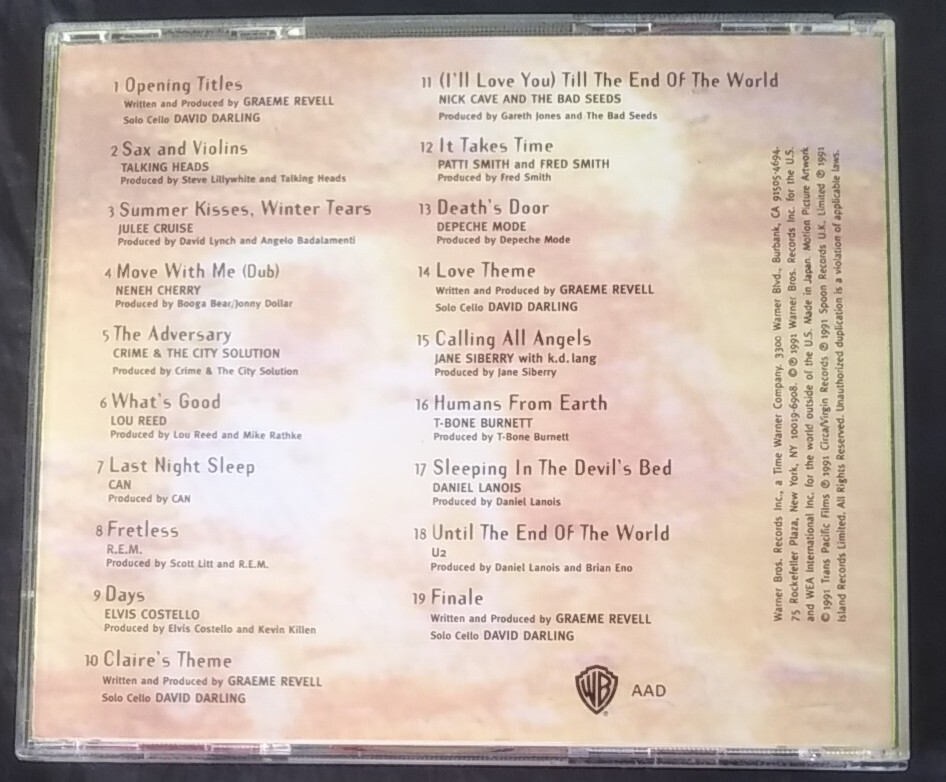 1 Opening Titles
Written and Produced by GRAEME REVELL
Solo Cello DAVID DARLING
2 Sax and Violins
TALKING HEADS
Produced by Steve Lillywhite and Talking Heads
3 Summer Kisses, Winter Tears
JULEE CRUISE
Produced by David Lynch and Angelo Badalamenti
4 Move With Me (Dub)
NENEH CHERRY
Produced by Booga Bear/Jonny Dollar
5 The Adversary
CRIME & THE CITY SOLUTION
Produced by Crime & The City Solution
6 What's Good
LOU REED
Produced by Lou Reed and Mike Rathke
7 Last Night Sleep
CAN
Produced by CAN
8 Fretless
R.E.M.
Produced by Scott Litt and R.E.M.
9 Days
ELVIS COSTELLO
Produced by Elvis Costello and Kevin Killen
10 Claire's Theme
Written and Produced by GRAEME REVELL
Solo Cello DAVID DARLING
11 (I'll Love You) Till The End Of The World
NICK CAVE AND THE BAD SEEDS
Produced by Gareth Jones and The Bad Seeds
12 It Takes Time
PATTI SMITH and FRED SMITH
Produced by Fred Smith
13 Death's Door
DEPECHE MODE
Produced by Depeche Mode
14 Love Theme
Written and Produced by GRAEME REVELL
Solo Cello DAVID DARLING
15 Calling All Angels
JANE SIBERRY with k.d. lang
Produced by Jane Siberry
16 Humans From Earth
T-BONE BURNETT
Produced by T-Bone Burnett
17 Sleeping In The Devil's Bed
DANIEL LANOIS
Produced by Daniel Lanois
18 Until The End Of The World
U2
Produced by Daniel Lanois and Brian Eno
19 Finale
Written and Produced by GRAEME REVELL
Solo Cello DAVID DARLING
WB
AAD
Warner Bros. Records Inc., a Time Warner Company. 3300 Warner Blvd., Burbank, CA 91505-4694.
75 Rockefeller Plaza, New York, NY 10019-6908. © ℗ 1991 Warner Bros. Records Inc. for the U.S.
and WEA International Inc. for the world outside of the U.S. Made in Japan. Motion Picture Artwork
© 1991 Trans Pacific Films ℗ 1991 Circa/Virgin Records ℗ 1991 Spoon Records U.K. Limited ℗ 1991
Island Records Limited. All Rights Reserved. Unauthorized duplication is a violation of applicable laws.